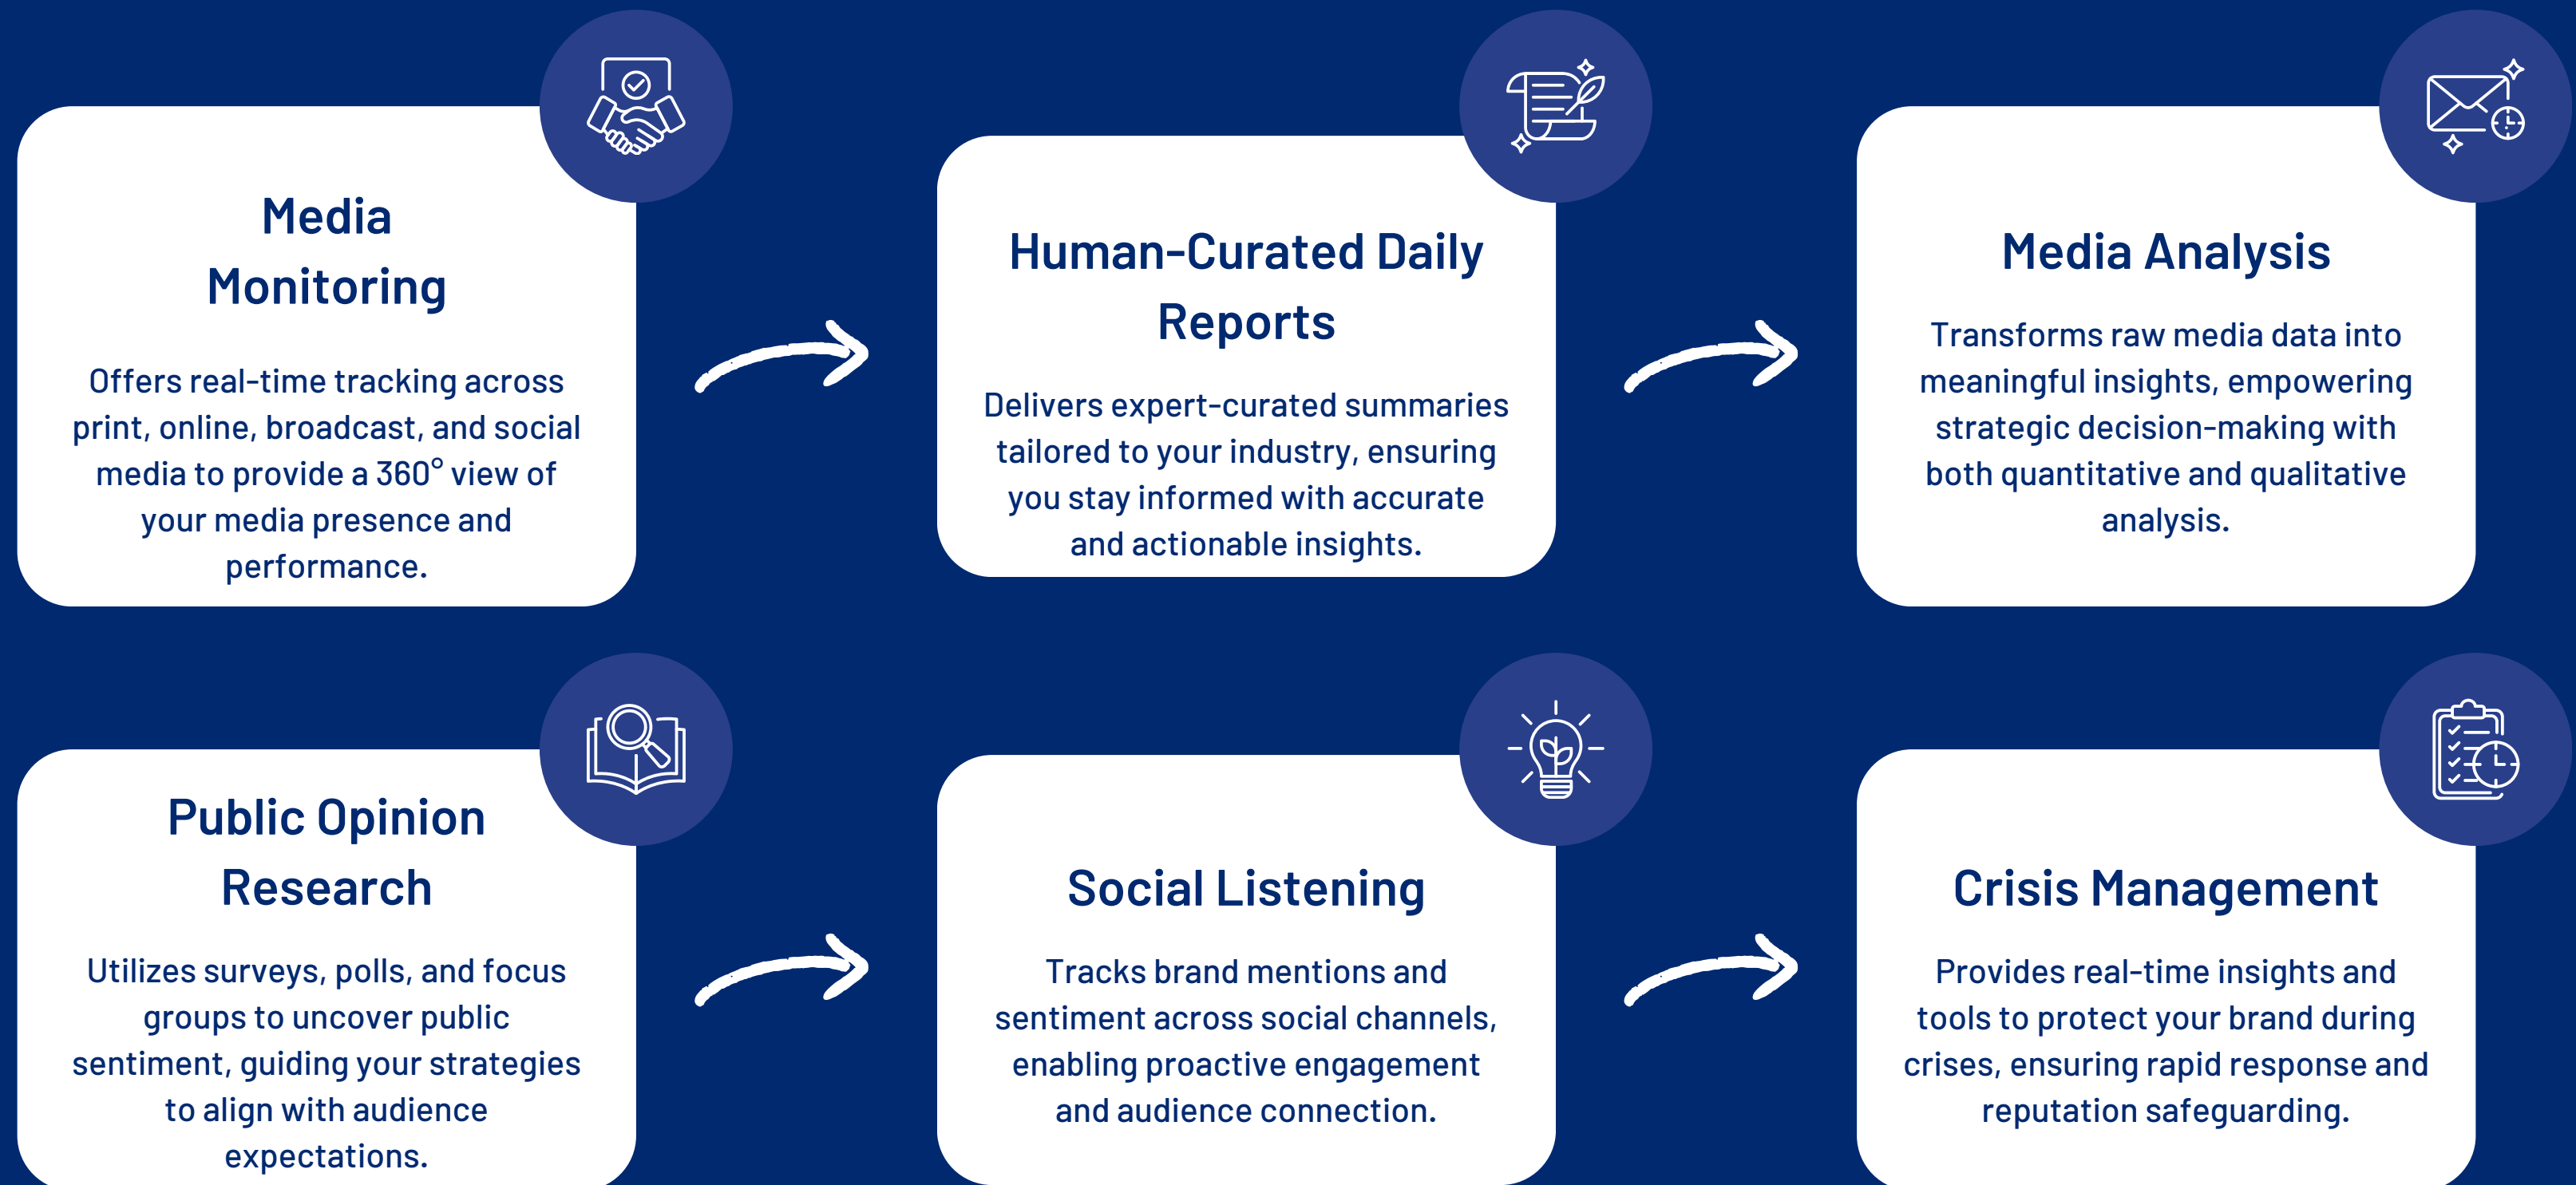 Media
Monitoring
Offers real-time tracking across
print, online, broadcast, and social
media to provide a 360° view of
your media presence and
performance.
Human-Curated Daily
Reports
Delivers expert-curated summaries
tailored to your industry, ensuring
you stay informed with accurate
and actionable insights.
Media Analysis
Transforms raw media data into
meaningful insights, empowering
strategic decision-making with
both quantitative and qualitative
analysis.
Public Opinion
Research
Utilizes surveys, polls, and focus
groups to uncover public
sentiment, guiding your strategies
to align with audience
expectations.
Social Listening
Tracks brand mentions and
sentiment across social channels,
enabling proactive engagement
and audience connection.
Crisis Management
Provides real-time insights and
tools to protect your brand during
crises, ensuring rapid response and
reputation safeguarding.